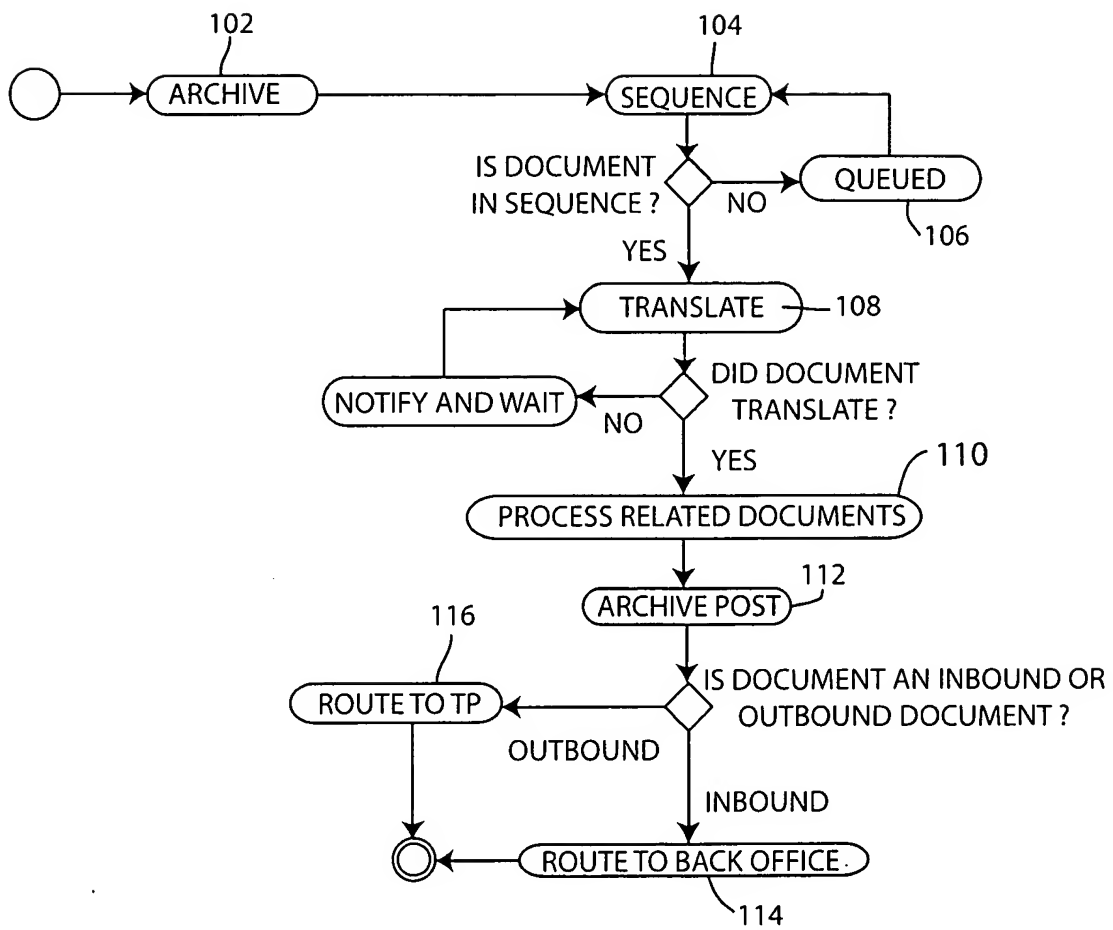 102
104
ARCHIVE
SEQUENCE
IS DOCUMENT
IN SEQUENCE ?
NO
QUEUED
106
YES
TRANSLATE
108
NOTIFY AND WAIT
NO
DID DOCUMENT
TRANSLATE ?
YES
110
PROCESS RELATED DOCUMENTS
112
ARCHIVE POST
116
ROUTE TO TP
IS DOCUMENT AN INBOUND OR
OUTBOUND DOCUMENT ?
OUTBOUND
INBOUND
ROUTE TO BACK OFFICE
114